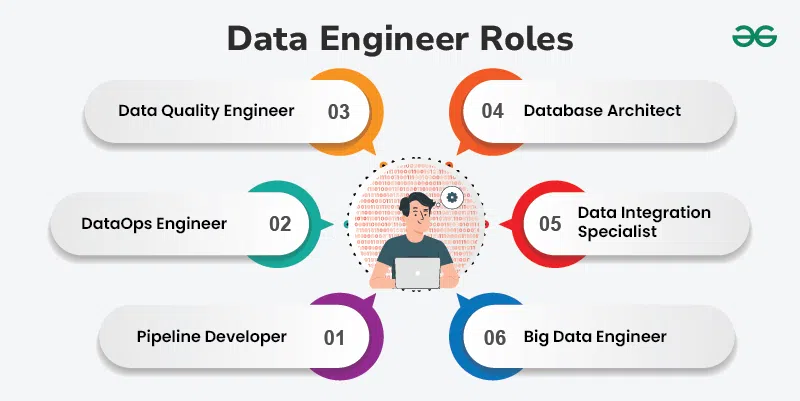 Data Engineer Roles
Data Quality Engineer 03
04 Database Architect
DataOps Engineer 02
05 Data Integration
Specialist
Pipeline Developer 01
06 Big Data Engineer